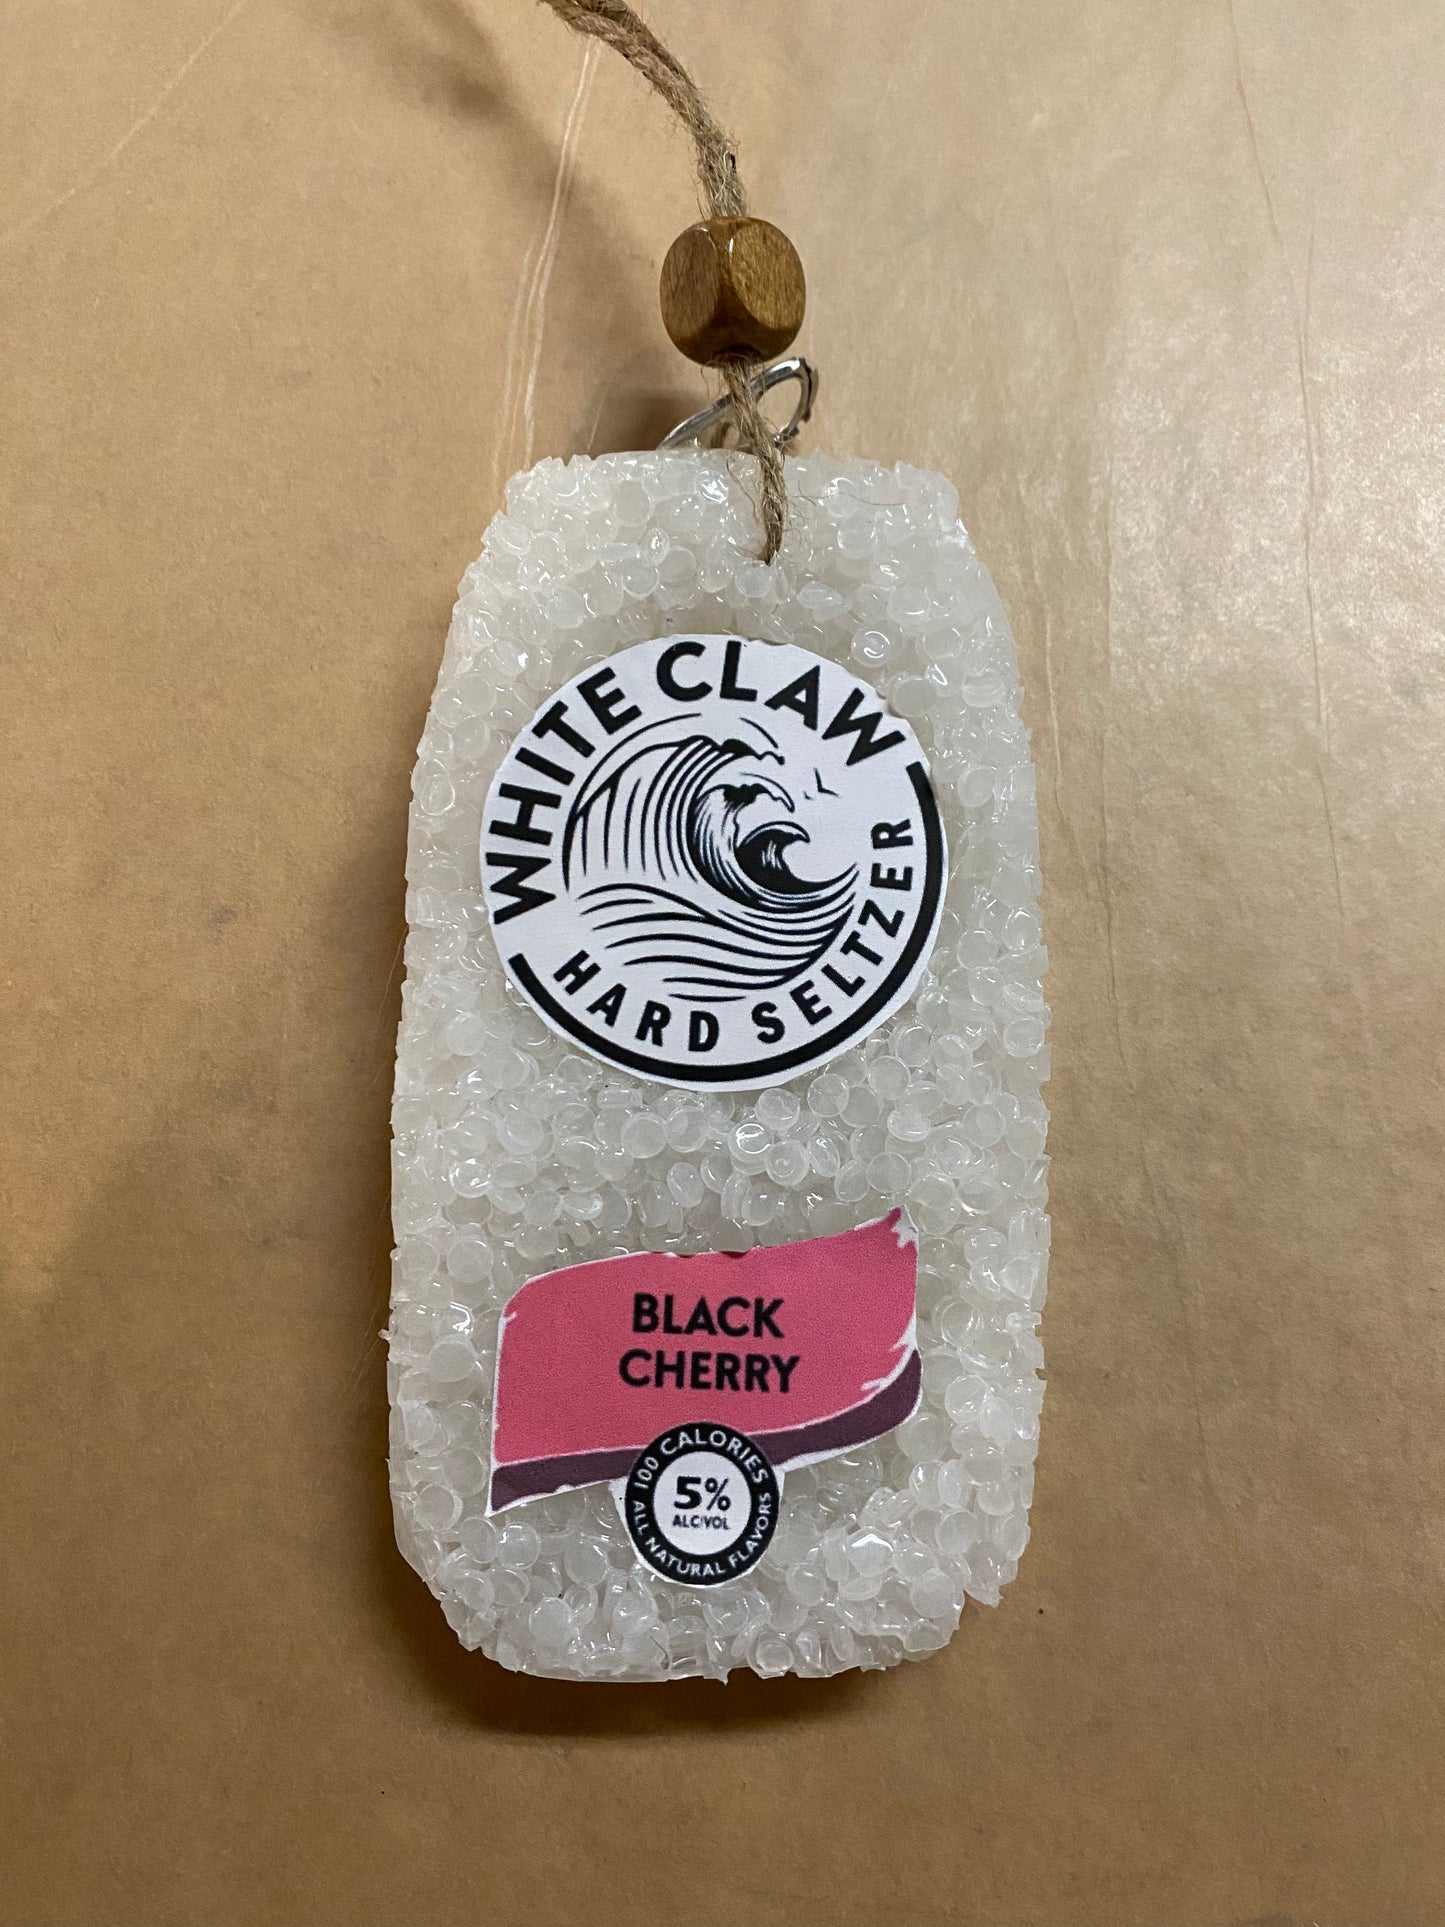 WHITE CLAW
HARD SELTZER
BLACK
CHERRY
100 CALORIES
5%
ALC/VOL
ALL NATURAL FLAVORS